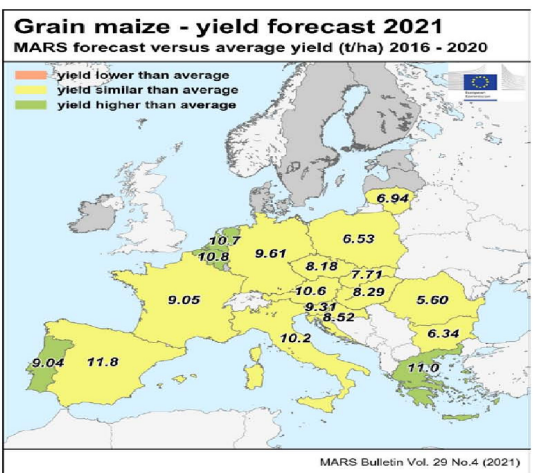 Grain maize - yield forecast 2021
MARS forecast versus average yield (t/ha) 2016 - 2020
yield lower than average
yield similar than average
yield higher than average
European
Commission
6.94
10.7
10.8
9.61
6.53
8.18
7.71
10.6
8.29
9.05
9.31
8.52
5.60
10.2
6.34
9.04
11.8
11.0
MARS Bulletin Vol. 29 No.4 (2021)